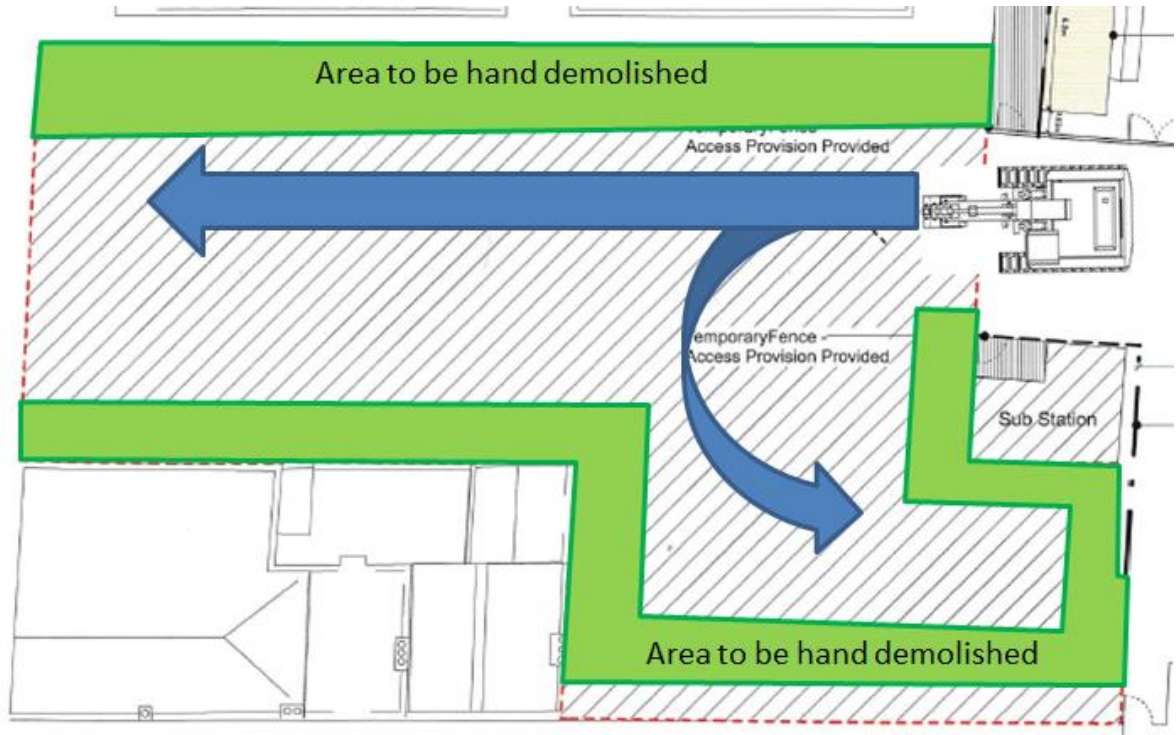 Area to be hand demolished
Access Provision Provided
emporaryFence
Access Provision Provided
Sub Station
Area to be hand demolished